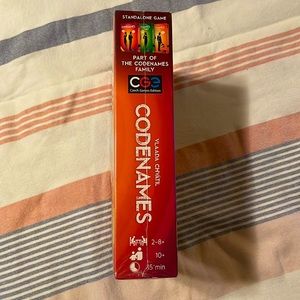 STANDALONE GAME
PART OF
THE CODENAMES
FAMILY
CGE
Czech Games Edition
CODENAMES
VLAADA CHVÁTIL
2-8+
10+
15 min